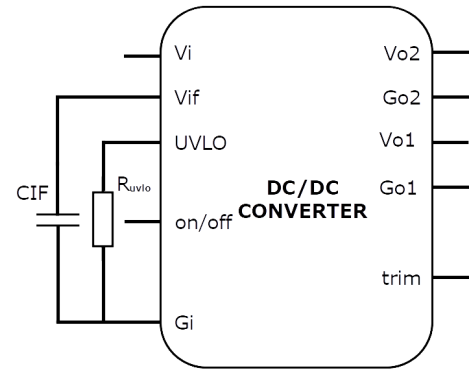 Vi
Vif
UVLO
CIF
Ruvlo
on/off
Gi
DC/DC
CONVERTER
Vo2
Go2
Vo1
Go1
trim